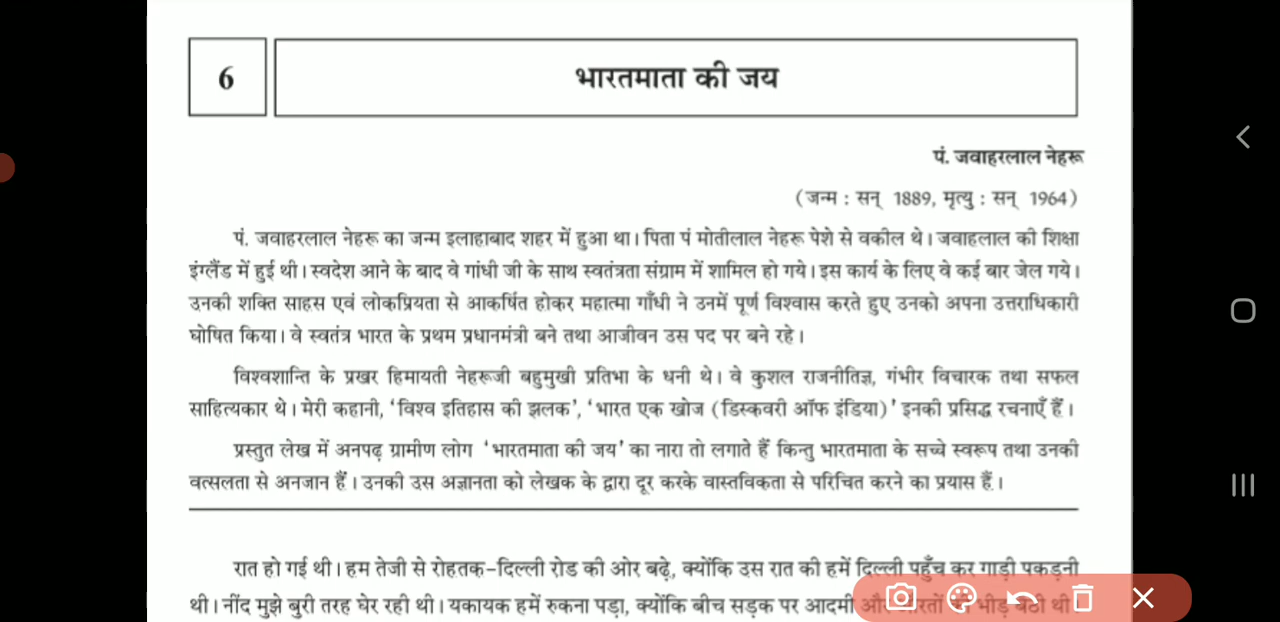 6
भारतमाता की जय
पं. जवाहरलाल नेहरू
(जन्म : सन् 1889, मृत्यु : सन् 1964)
पं. जवाहरलाल नेहरू का जन्म इलाहाबाद शहर में हुआ था। पिता पं मोतीलाल नेहरू पेशे से वकील थे। जवाहलाल की शिक्षा
इंग्लैंड में हुई थी। स्वदेश आने के बाद वे गांधी जी के साथ स्वतंत्रता संग्राम में शामिल हो गये। इस कार्य के लिए वे कई बार जेल गये।
उनकी शक्ति साहस एवं लोकप्रियता से आकर्षित होकर महात्मा गाँधी ने उनमें पूर्ण विश्वास करते हुए उनको अपना उत्तराधिकारी
घोषित किया। वे स्वतंत्र भारत के प्रथम प्रधानमंत्री बने तथा आजीवन उस पद पर बने रहे।
विश्वशान्ति के प्रखर हिमायती नेहरूजी बहुमुखी प्रतिभा के धनी थे। वे कुशल राजनीतिज्ञ, गंभीर विचारक तथा सफल
साहित्यकार थे। मेरी कहानी, ‘विश्व इतिहास की झलक’, ‘भारत एक खोज (डिस्कवरी ऑफ इंडिया)’ इनकी प्रसिद्ध रचनाएँ हैं।
प्रस्तुत लेख में अनपढ़ ग्रामीण लोग ‘भारतमाता की जय’ का नारा तो लगाते हैं किन्तु भारतमाता के सच्चे स्वरूप तथा उनकी
वत्सलता से अनजान हैं। उनकी उस अज्ञानता को लेखक के द्वारा दूर करके वास्तविकता से परिचित करने का प्रयास हैं।
रात हो गई थी। हम तेजी से रोहतक-दिल्ली रोड की ओर बढ़े, क्योंकि उस रात की हमें दिल्ली पहुँच कर गाड़ी पकड़नी
थी। नींद मुझे बुरी तरह घेर रही थी। यकायक हमें रुकना पड़ा, क्योंकि बीच सड़क पर आदमी और औरतों की भीड़ बैठी थी।